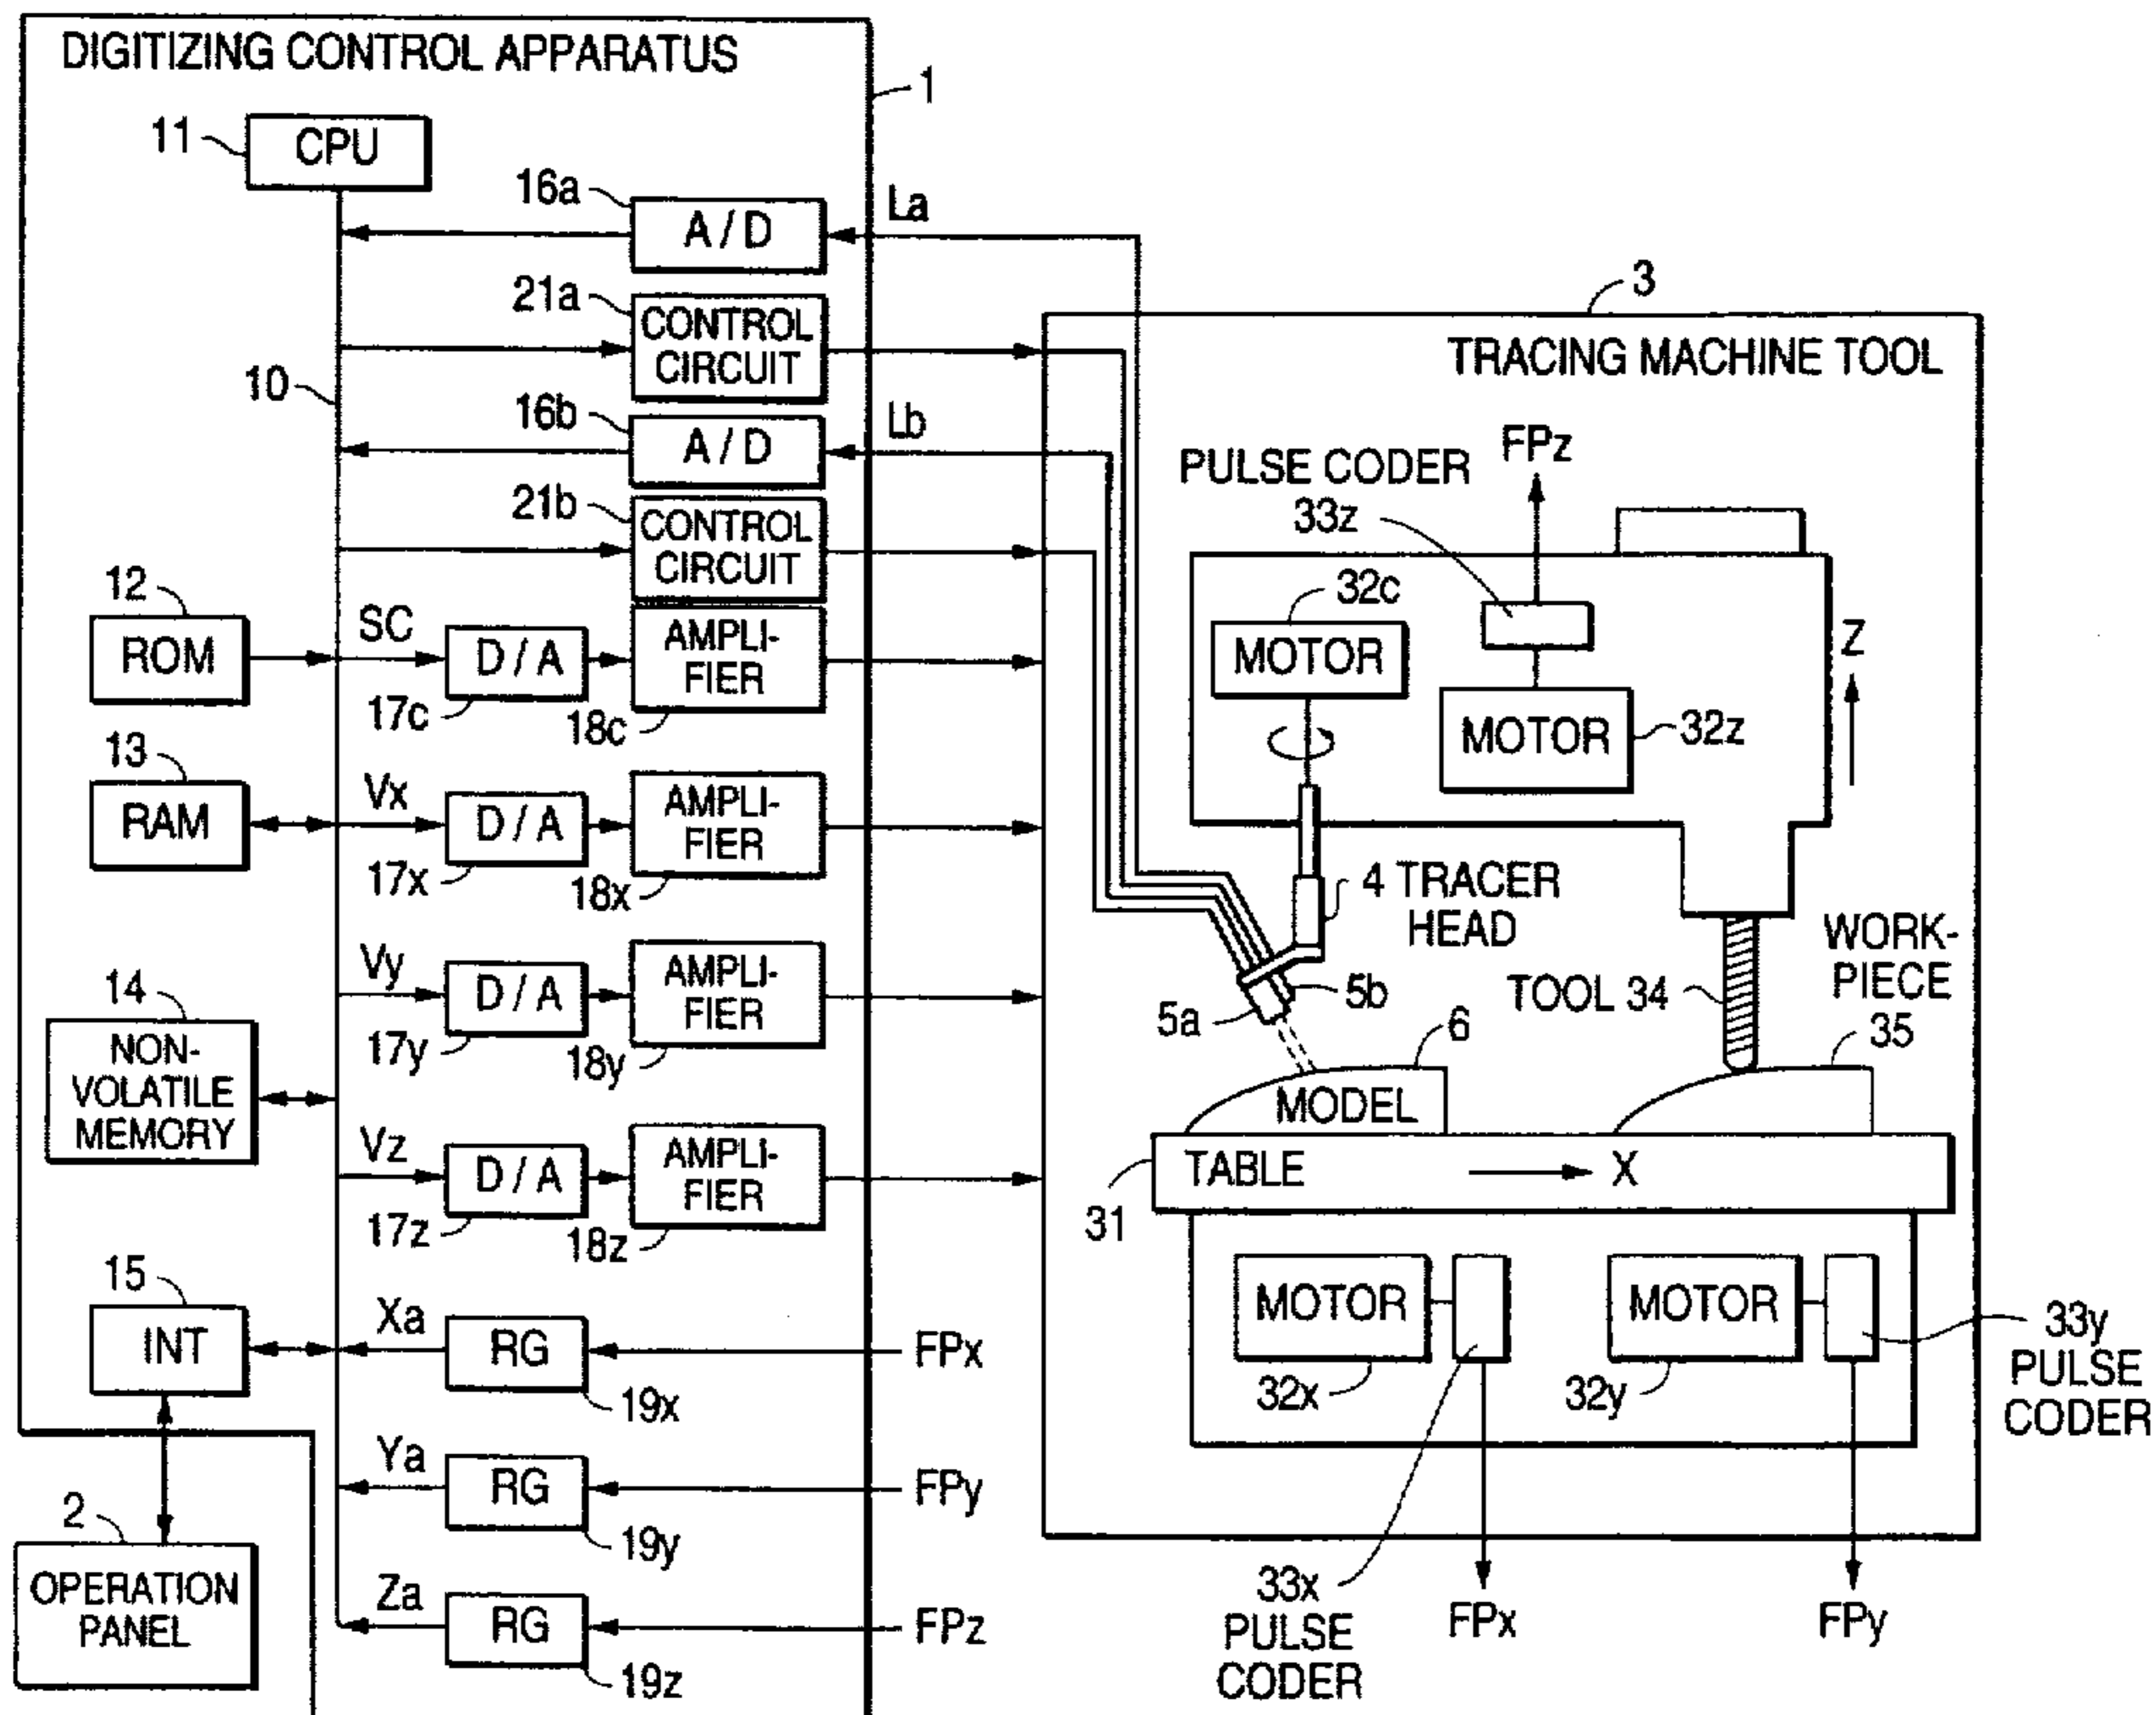 DIGITIZING CONTROL APPARATUS
1
11
CPU
16a
A / D
La
21a
CONTROL
CIRCUIT
10
16b
A / D
Lb
21b
CONTROL
CIRCUIT
12
ROM
SC
D / A
17c
AMPLI-
FIER
18c
13
RAM
Vx
D / A
17x
AMPLI-
FIER
18x
14
NON-
VOLATILE
MEMORY
Vy
D / A
17y
AMPLI-
FIER
18y
Vz
D / A
17z
AMPLI-
FIER
18z
15
INT
Xa
RG
19x
FPx
Ya
RG
19y
FPy
Za
RG
19z
FPz
2
OPERATION
PANEL
3
TRACING MACHINE TOOL
PULSE CODER
33z
FPz
32c
MOTOR
MOTOR
32z
Z
4 TRACER
HEAD
5a
5b
TOOL 34
WORK-
PIECE
35
6
MODEL
TABLE
X
31
MOTOR
32x
MOTOR
32y
33y
PULSE
CODER
33x
PULSE
CODER
FPx
FPy